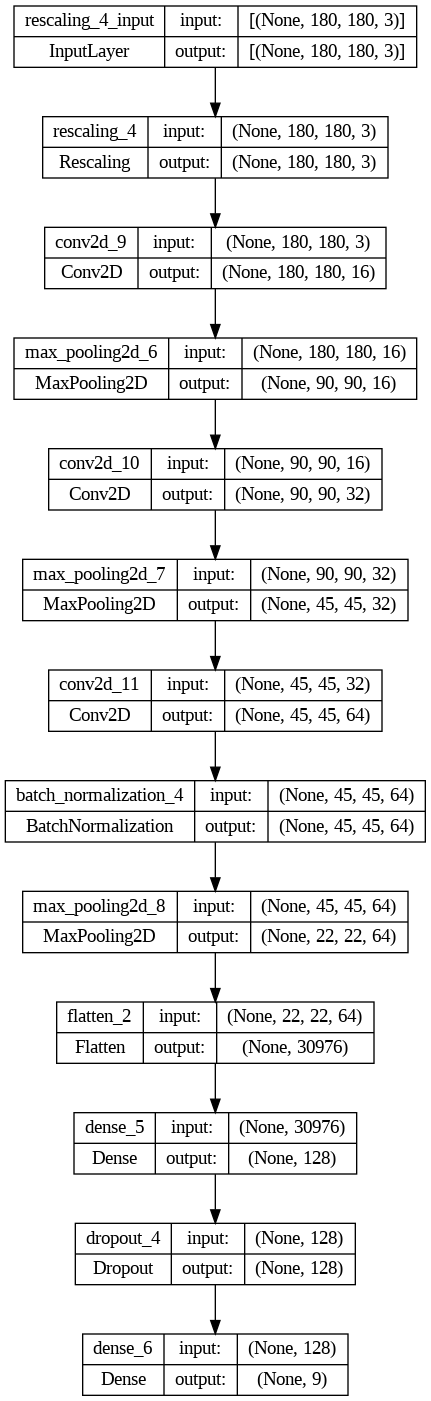 rescaling_4_input input: [(None, 180, 180, 3)]
InputLayer output: [(None, 180, 180, 3)]
rescaling_4 input: (None, 180, 180, 3)
Rescaling output: (None, 180, 180, 3)
conv2d_9 input: (None, 180, 180, 3)
Conv2D output: (None, 180, 180, 16)
max_pooling2d_6 input: (None, 180, 180, 16)
MaxPooling2D output: (None, 90, 90, 16)
conv2d_10 input: (None, 90, 90, 16)
Conv2D output: (None, 90, 90, 32)
max_pooling2d_7 input: (None, 90, 90, 32)
MaxPooling2D output: (None, 45, 45, 32)
conv2d_11 input: (None, 45, 45, 32)
Conv2D output: (None, 45, 45, 64)
batch_normalization_4 input: (None, 45, 45, 64)
BatchNormalization output: (None, 45, 45, 64)
max_pooling2d_8 input: (None, 45, 45, 64)
MaxPooling2D output: (None, 22, 22, 64)
flatten_2 input: (None, 22, 22, 64)
Flatten output: (None, 30976)
dense_5 input: (None, 30976)
Dense output: (None, 128)
dropout_4 input: (None, 128)
Dropout output: (None, 128)
dense_6 input: (None, 128)
Dense output: (None, 9)